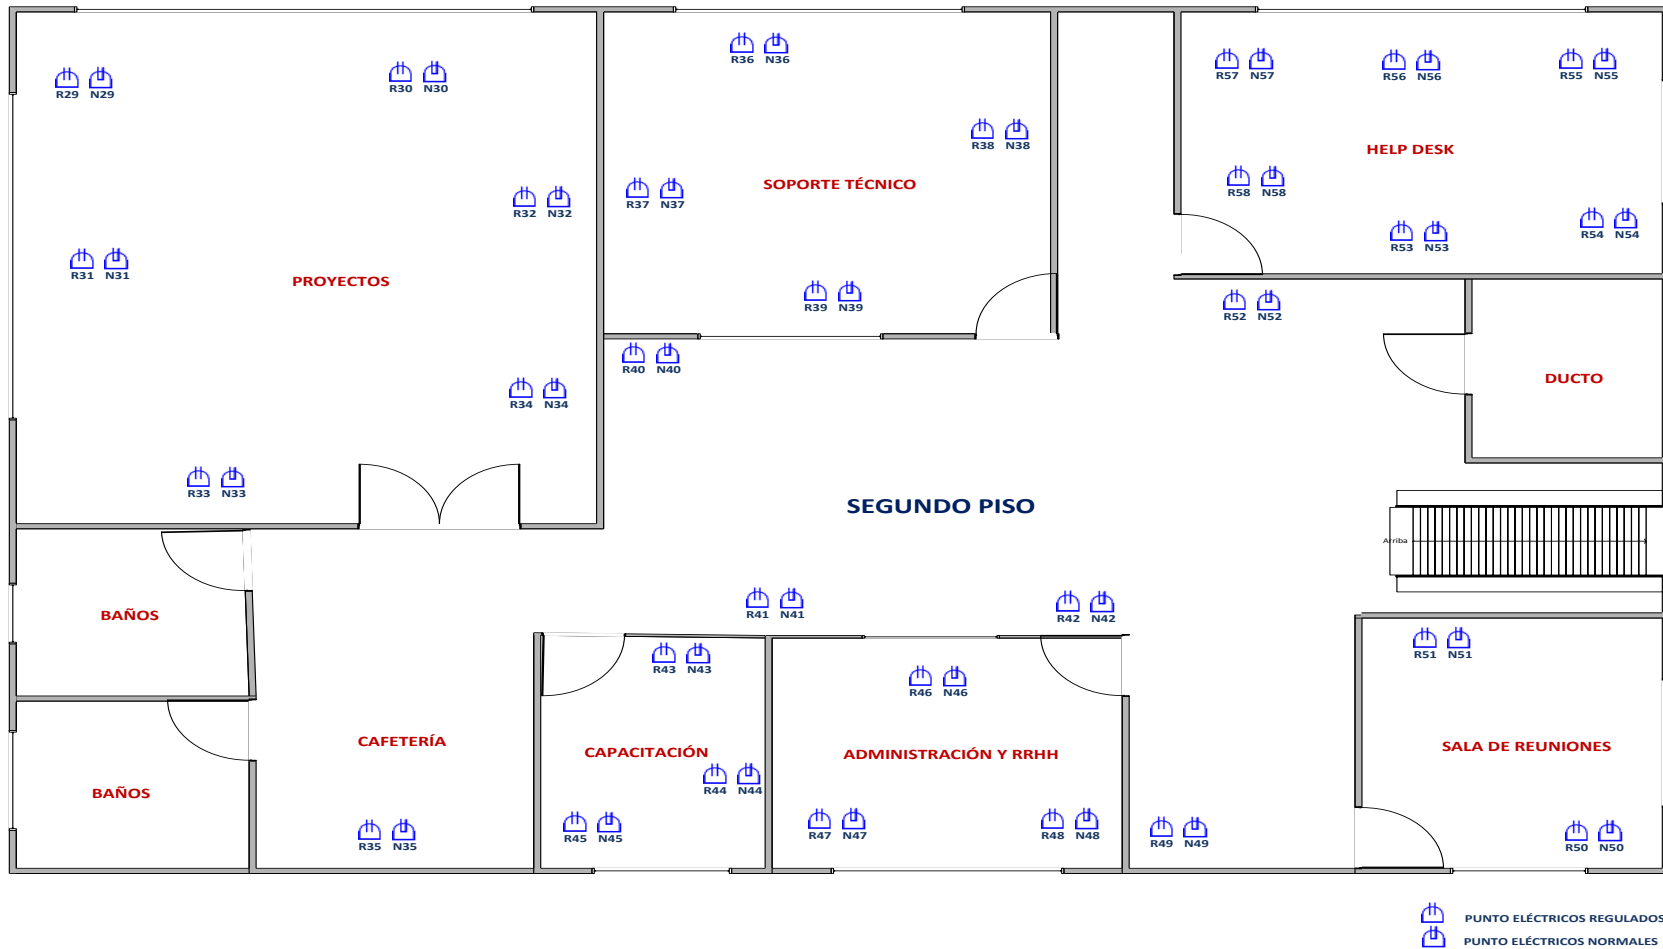 R36 N36
R57 N57
R56 N56
R55 N55
R29 N29
R30 N30
R38 N38
HELP DESK
SOPORTE TÉCNICO
R37 N37
R58 N58
R32 N32
R54 N54
R53 N53
R31 N31
PROYECTOS
R39 N39
R52 N52
R40 N40
DUCTO
R34 N34
R33 N33
SEGUNDO PISO
Arriba
BAÑOS
R41 N41
R42 N42
R43 N43
R51 N51
R46 N46
CAFETERÍA
CAPACITACIÓN
ADMINISTRACIÓN Y RRHH
SALA DE REUNIONES
R44 N44
BAÑOS
R35 N35
R45 N45
R47 N47
R48 N48
R49 N49
R50 N50
PUNTO ELÉCTRICOS REGULADOS
PUNTO ELÉCTRICOS NORMALES